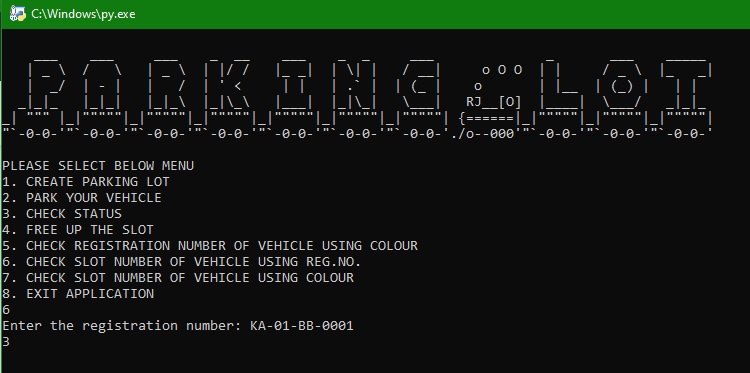 C:\Windows\py.exe
PARKING LOT
PLEASE SELECT BELOW MENU
1. CREATE PARKING LOT
2. PARK YOUR VEHICLE
3. CHECK STATUS
4. FREE UP THE SLOT
5. CHECK REGISTRATION NUMBER OF VEHICLE USING COLOUR
6. CHECK SLOT NUMBER OF VEHICLE USING REG.NO.
7. CHECK SLOT NUMBER OF VEHICLE USING COLOUR
8. EXIT APPLICATION
6
Enter the registration number: KA-01-BB-0001
3